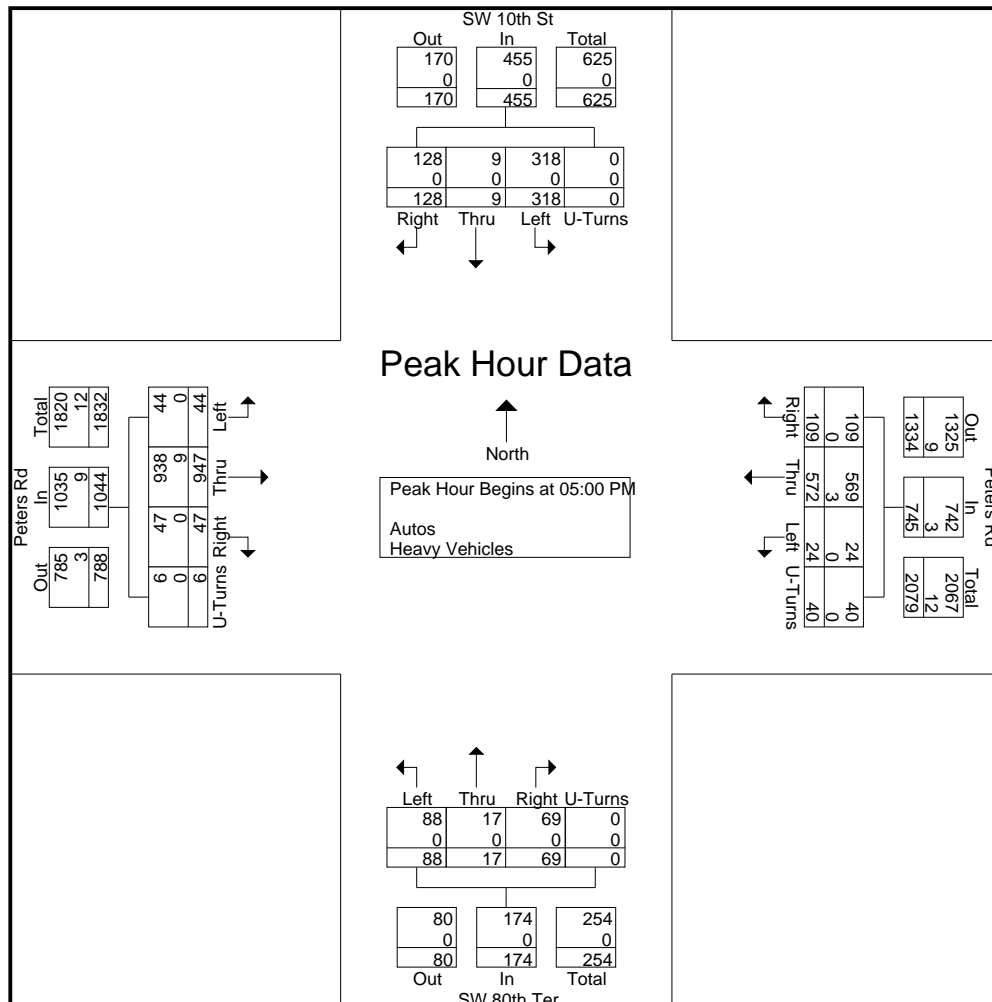 SW 10th St
Out In Total
170 455 625
0 0 0
170 455 625
128 9 318 0
0 0 0 0
128 9 318 0
Right Thru Left U-Turns
Peak Hour Data
North
Peak Hour Begins at 05:00 PM
Autos
Heavy Vehicles
Peters Rd
Out In Total
785 1035 1820
3 9 12
788 1044 1832
6 47 938 44
0 0 9 0
6 47 947 44
U-Turns Right Thru Left
Peters Rd
Out In Total
1325 742 2067
9 3 12
1334 745 2079
109 569 24 40
0 3 0 0
109 572 24 40
Right Thru Left U-Turns
Left Thru Right U-Turns
88 17 69 0
0 0 0 0
88 17 69 0
80 174 254
0 0 0
80 174 254
Out In Total
SW 80th Ter